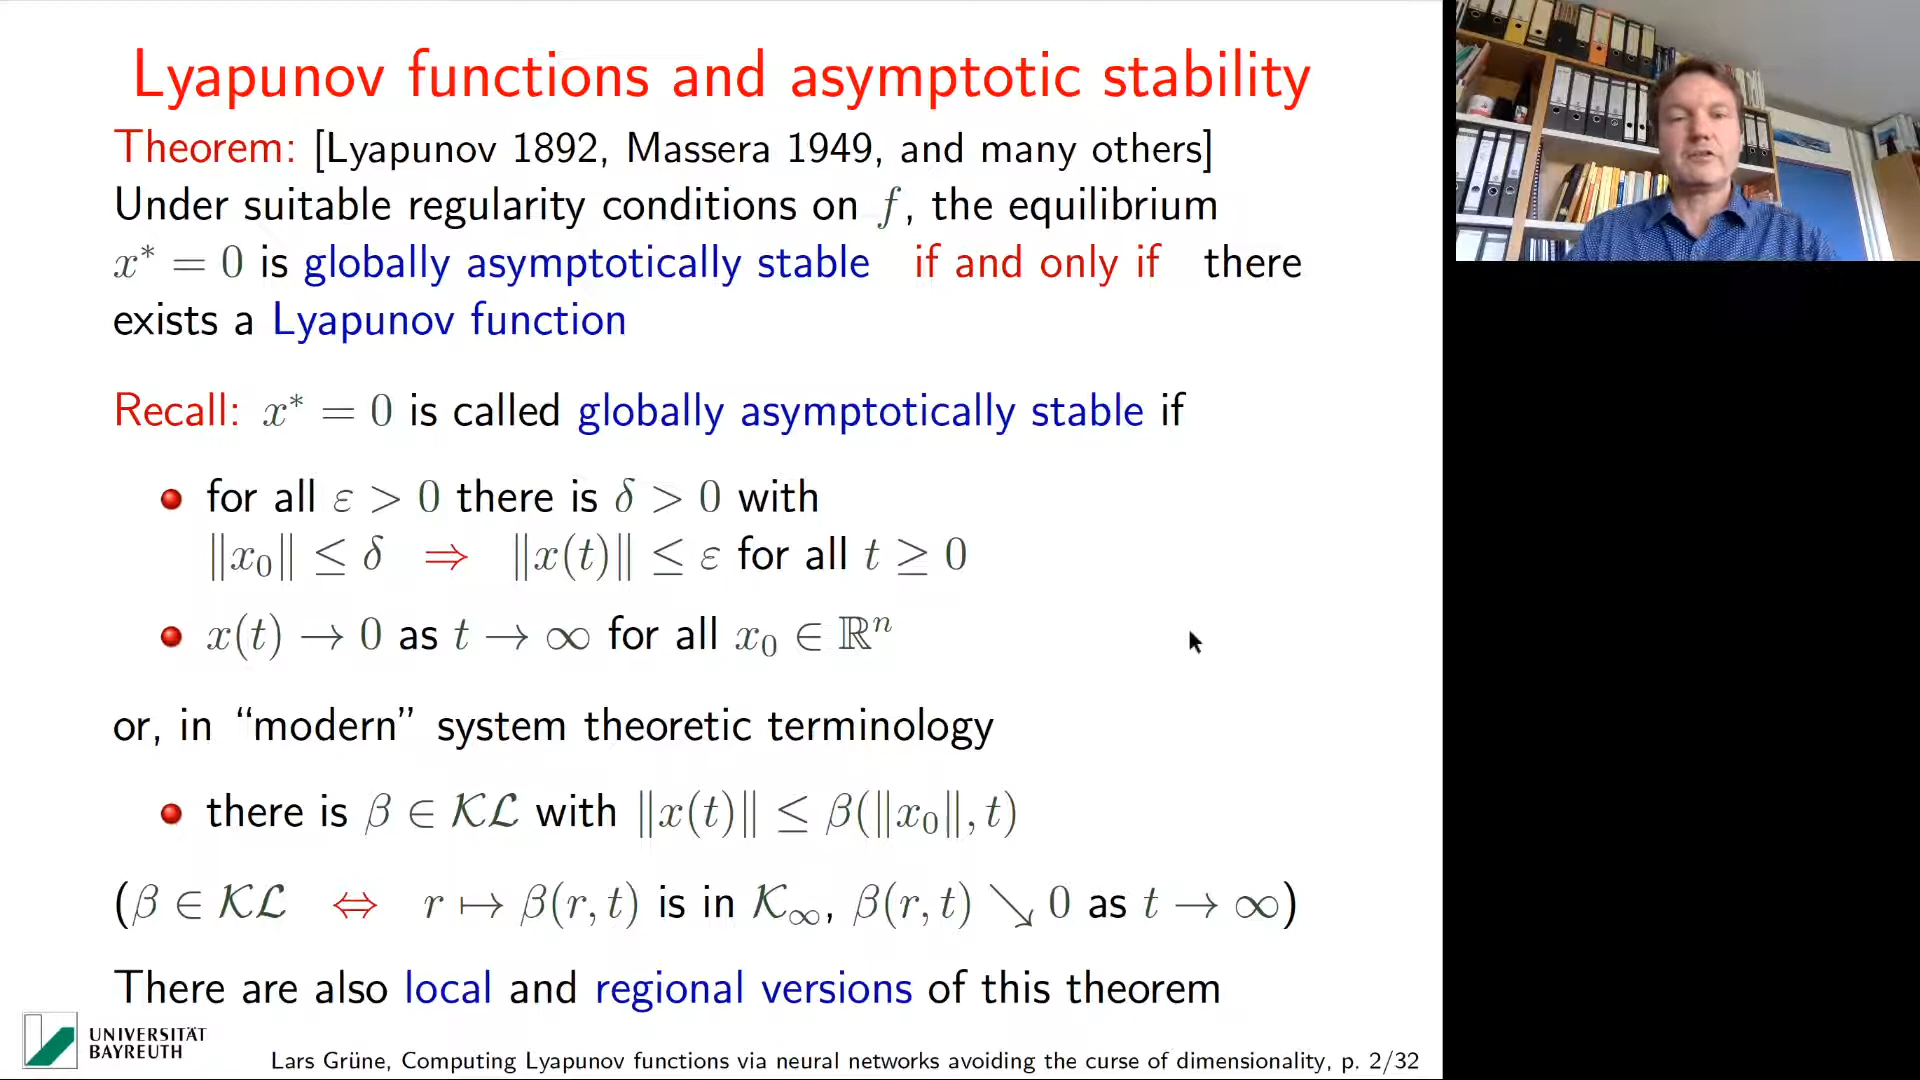 Lyapunov functions and asymptotic stability
Theorem: [Lyapunov 1892, Massera 1949, and many others]
Under suitable regularity conditions on f, the equilibrium
x* = 0 is globally asymptotically stable if and only if there
exists a Lyapunov function
Recall: x* = 0 is called globally asymptotically stable if
for all ε > 0 there is δ > 0 with
‖x₀‖ ≤ δ ⇒ ‖x(t)‖ ≤ ε for all t ≥ 0
x(t) → 0 as t → ∞ for all x₀ ∈ ℝⁿ
or, in “modern” system theoretic terminology
there is β ∈ 𝒦ℒ with ‖x(t)‖ ≤ β(‖x₀‖, t)
(β ∈ 𝒦ℒ ⇔ r ↦ β(r, t) is in 𝒦∞, β(r, t) ↘ 0 as t → ∞)
There are also local and regional versions of this theorem
UNIVERSITÄT
BAYREUTH
Lars Grüne, Computing Lyapunov functions via neural networks avoiding the curse of dimensionality, p. 2/32